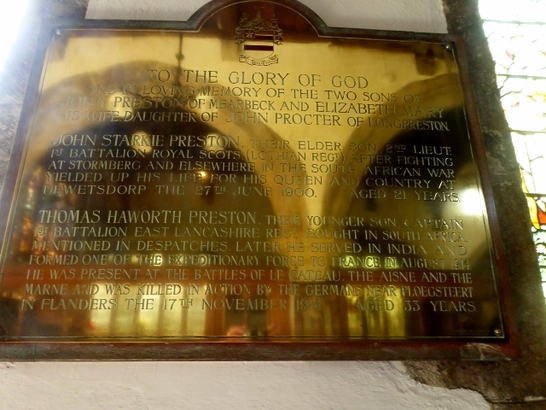 TO THE GLORY OF GOD
AND IN LOVING MEMORY OF THE TWO SONS OF
PRESTON OF MEARBECK AND ELIZABETH MARY
HIS WIFE, DAUGHTER OF JOHN PROCTER OF LONGPRESTON.
JOHN STARKIE PRESTON, THEIR ELDER SON, 2ND LIEUT.
1ST BATTALION ROYAL SCOTS, (LOTHIAN REGT) AFTER FIGHTING
AT STORMBERG AND ELSEWHERE IN THE SOUTH AFRICAN WAR
YIELDED UP HIS LIFE FOR HIS QUEEN AND COUNTRY AT
DEWETSDORP THE 27TH JUNE 1900. AGED 21 YEARS.
THOMAS HAWORTH PRESTON, THEIR YOUNGER SON, CAPTAIN
1ST BATTALION EAST LANCASHIRE REGT, FOUGHT IN SOUTH AFRICA
MENTIONED IN DESPATCHES. LATER HE SERVED IN INDIA AND
FORMED ONE OF THE EXPEDITIONARY FORCE TO FRANCE IN AUGUST
HE WAS PRESENT AT THE BATTLES OF LE CATEAU, THE AISNE AND THE
MARNE AND WAS KILLED IN ACTION BY THE GERMANS NEAR PLOEGSTEERT
IN FLANDERS THE 17TH NOVEMBER AGED 33 YEARS